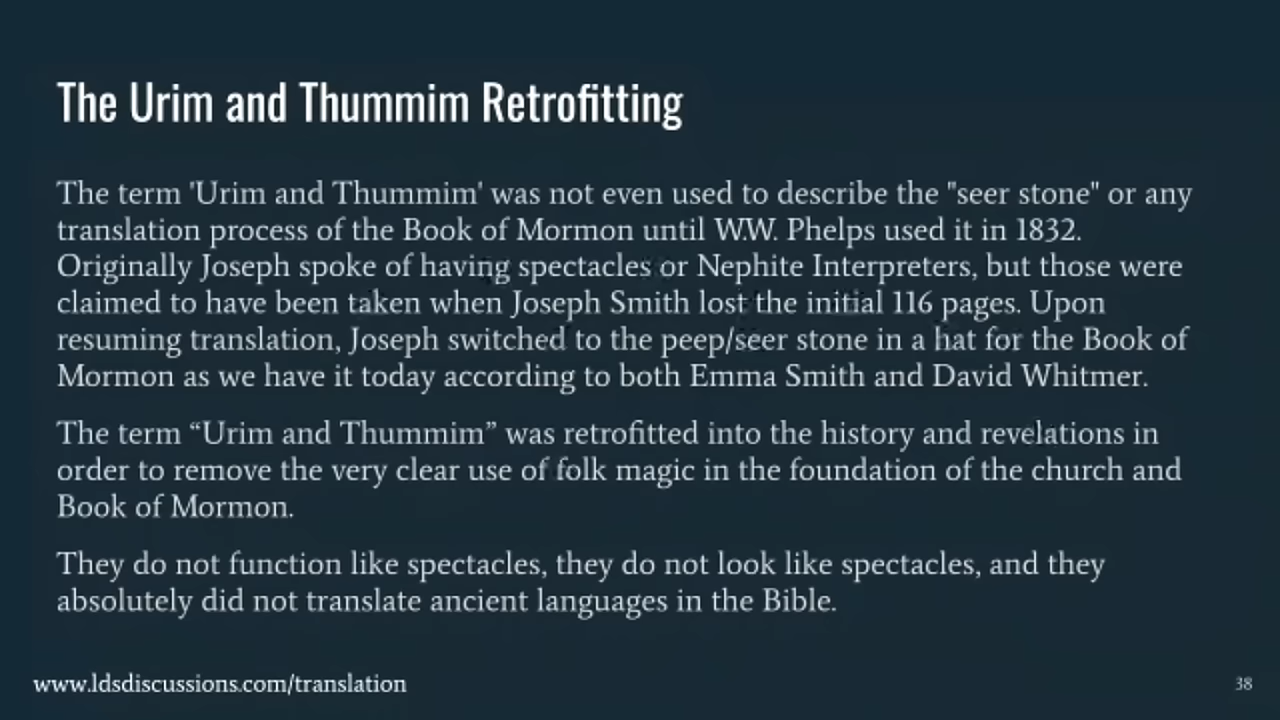 The Urim and Thummim Retrofitting
The term 'Urim and Thummim' was not even used to describe the "seer stone" or any
translation process of the Book of Mormon until W.W. Phelps used it in 1832.
Originally Joseph spoke of having spectacles or Nephite Interpreters, but those were
claimed to have been taken when Joseph Smith lost the initial 116 pages. Upon
resuming translation, Joseph switched to the peep/seer stone in a hat for the Book of
Mormon as we have it today according to both Emma Smith and David Whitmer.
The term “Urim and Thummim” was retrofitted into the history and revelations in
order to remove the very clear use of folk magic in the foundation of the church and
Book of Mormon.
They do not function like spectacles, they do not look like spectacles, and they
absolutely did not translate ancient languages in the Bible.
www.ldsdiscussions.com/translation
38